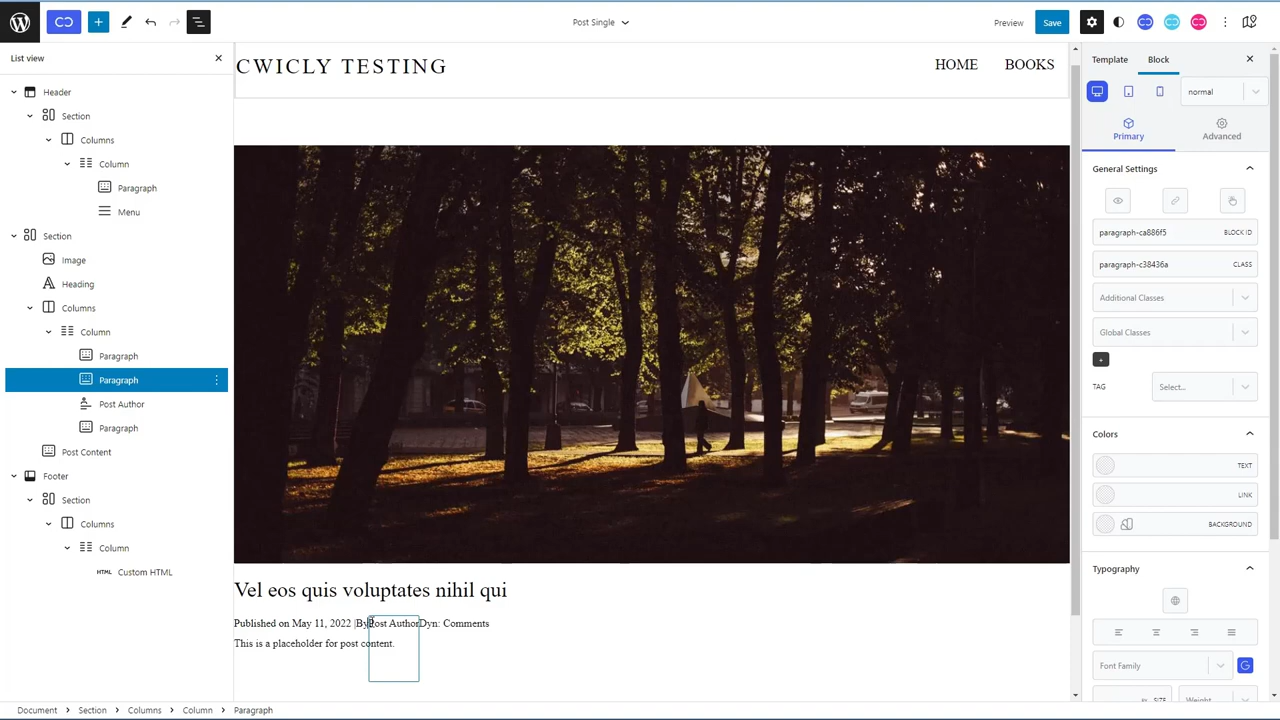 Post Single
Preview
Save
List view
Header
Section
Columns
Column
Paragraph
Menu
Section
Image
Heading
Columns
Column
Paragraph
Paragraph
Post Author
Paragraph
Post Content
Footer
Section
Columns
Column
HTML Custom HTML
CWICLY TESTING
HOME BOOKS
Vel eos quis voluptates nihil qui
Published on May 11, 2022 |By Post AuthorDyn: Comments
This is a placeholder for post content.
Template Block
normal
Primary Advanced
General Settings
paragraph-ca886f5 BLOCK ID
paragraph-c38436a CLASS
Additional Classes
Global Classes
+
TAG Select...
Colors
TEXT
LINK
BACKGROUND
Typography
Font Family G
SIZE Weight
Document > Section > Columns > Column > Paragraph